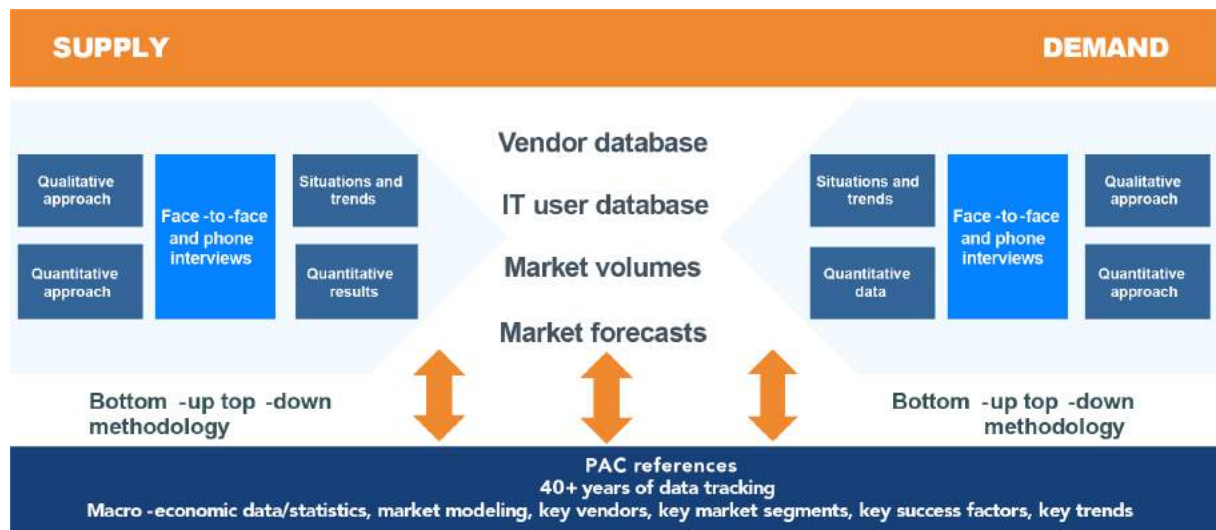 SUPPLY
DEMAND
Qualitative
approach
Quantitative
approach
Face -to -face
and phone
interviews
Situations and
trends
Quantitative
results
Vendor database
IT user database
Market volumes
Market forecasts
Situations and
trends
Quantitative
data
Face -to -face
and phone
interviews
Qualitative
approach
Quantitative
approach
Bottom -up top -down
methodology
Bottom -up top -down
methodology
PAC references
40+ years of data tracking
Macro -economic data/statistics, market modeling, key vendors, key market segments, key success factors, key trends